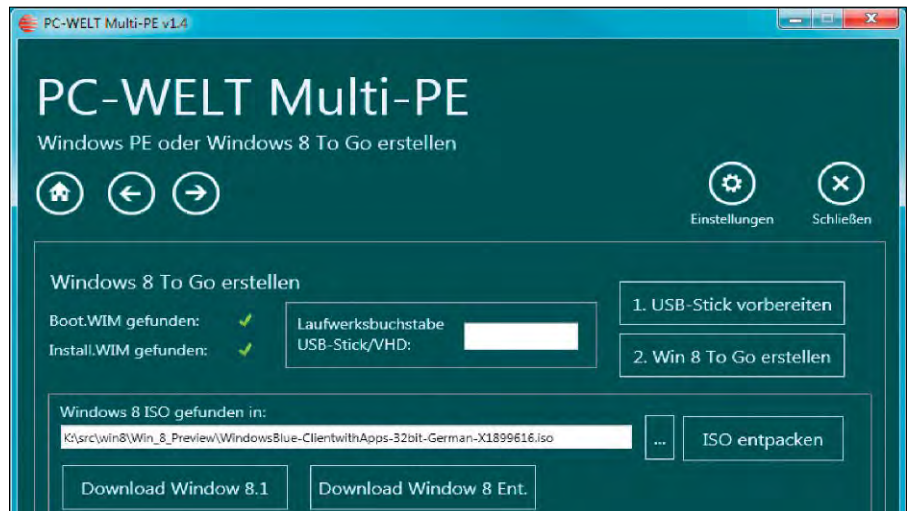 PC-WELT Multi-PE v1.4
PC-WELT Multi-PE
Windows PE oder Windows 8 To Go erstellen
Einstellungen
Schließen
Windows 8 To Go erstellen
Boot.WIM gefunden:
Install.WIM gefunden:
Laufwerksbuchstabe
USB-Stick/VHD:
1. USB-Stick vorbereiten
2. Win 8 To Go erstellen
Windows 8 ISO gefunden in:
K:\src\win8\Win_8_Preview\WindowsBlue-ClientwithApps-32bit-German-X1899616.iso
...
ISO entpacken
Download Window 8.1
Download Window 8 Ent.